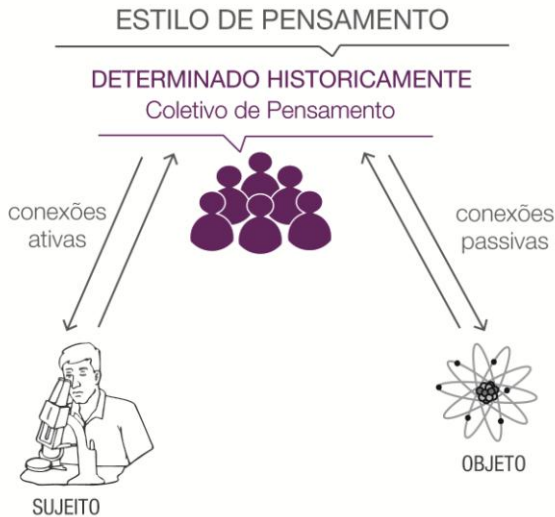 ESTILO DE PENSAMENTO
DETERMINADO HISTORICAMENTE
Coletivo de Pensamento
conexões
ativas
conexões
passivas
SUJEITO
OBJETO